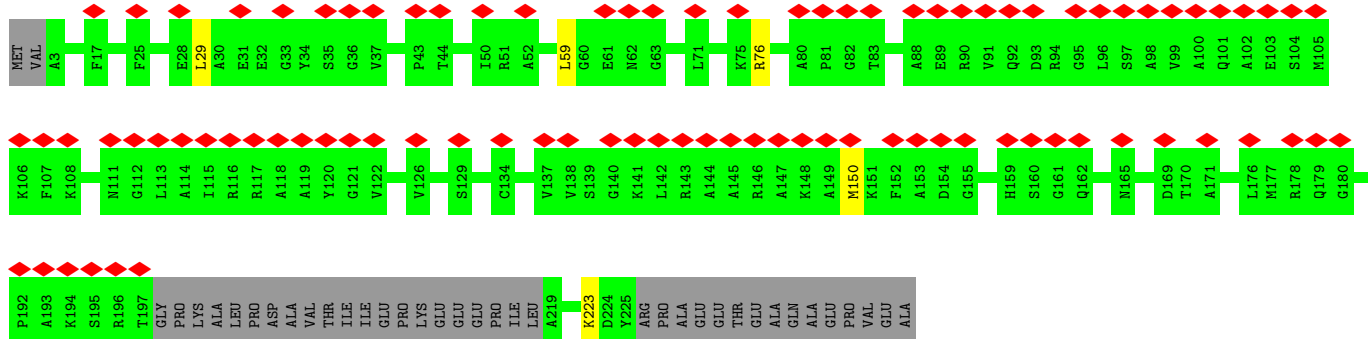 MET VAL A3 F17 F25 E28 L29 A30 E31 E32 G33 Y34 S35 G36 V37 P43 T44 I50 R51 A52 L59 G60 E61 N62 G63 L71 K75 R76 A80 P81 G82 T83 A88 E89 R90 V91 Q92 D93 R94 G95 L96 S97 A98 V99 A100 Q101 A102 E103 S104 M105
K106 F107 K108 N111 G112 L113 A114 I115 R116 R117 A118 A119 Y120 G121 V122 V126 S129 C134 V137 V138 S139 G140 K141 L142 R143 A144 A145 R146 A147 K148 A149 M150 K151 F152 A153 D154 G155 H159 S160 G161 Q162 N165 D169 T170 A171 L176 M177 R178 Q179 G180
P192 A193 K194 S195 R196 T197 GLY PRO LYS ALA LEU PRO ASP ALA VAL THR ILE ILE GLU PRO LYS GLU GLU GLU PRO ILE LEU A219 K223 D224 Y225 ARG PRO ALA GLU GLU THR GLU ALA GLN ALA GLU PRO VAL GLU ALA